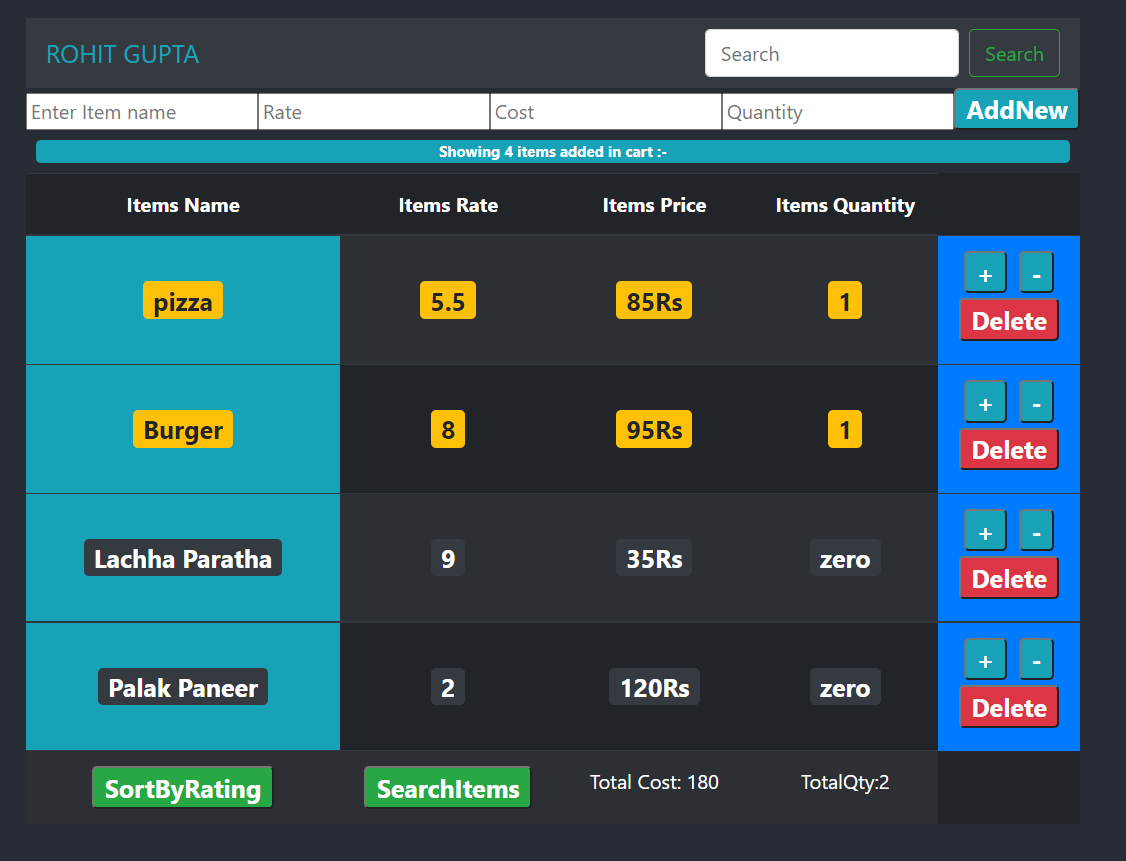 ROHIT GUPTA Search Search
Enter Item name Rate Cost Quantity AddNew
Showing 4 items added in cart :-
Items Name Items Rate Items Price Items Quantity
pizza 5.5 85Rs 1 + - Delete
Burger 8 95Rs 1 + - Delete
Lachha Paratha 9 35Rs zero + - Delete
Palak Paneer 2 120Rs zero + - Delete
SortByRating SearchItems Total Cost: 180 TotalQty:2